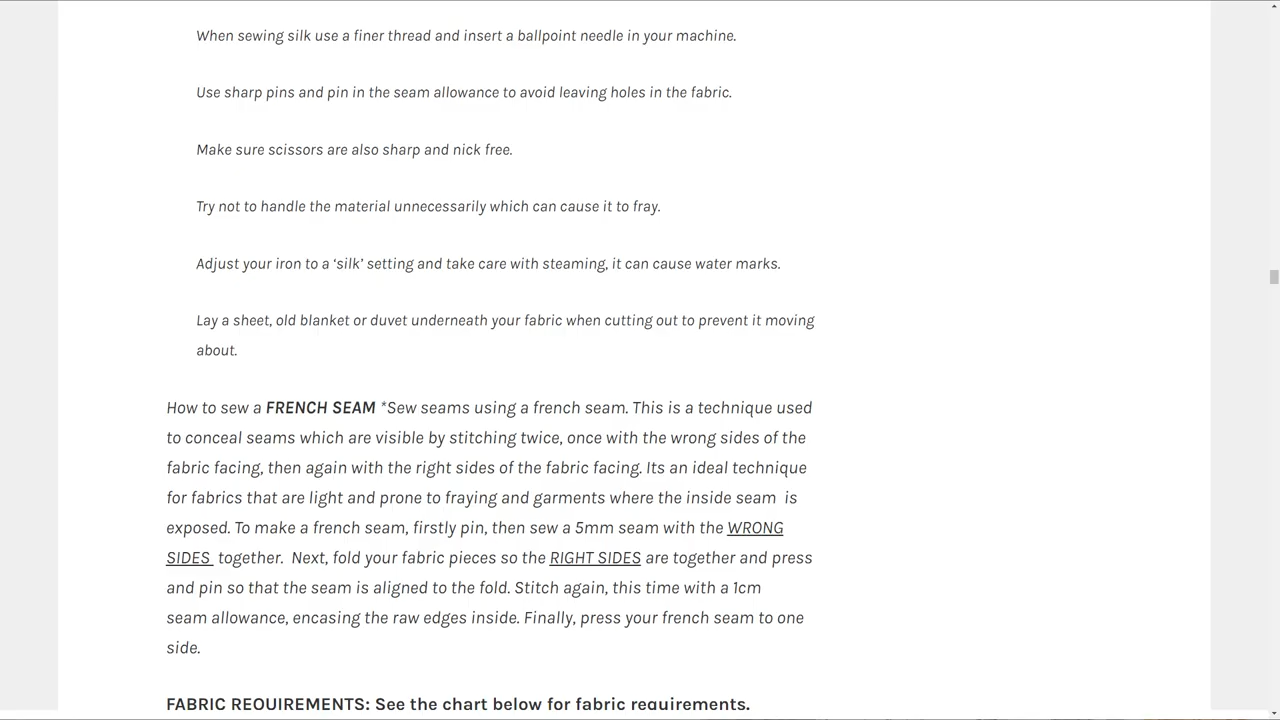 When sewing silk use a finer thread and insert a ballpoint needle in your machine.
Use sharp pins and pin in the seam allowance to avoid leaving holes in the fabric.
Make sure scissors are also sharp and nick free.
Try not to handle the material unnecessarily which can cause it to fray.
Adjust your iron to a ‘silk’ setting and take care with steaming, it can cause water marks.
Lay a sheet, old blanket or duvet underneath your fabric when cutting out to prevent it moving
about.
How to sew a FRENCH SEAM *Sew seams using a french seam. This is a technique used
to conceal seams which are visible by stitching twice, once with the wrong sides of the
fabric facing, then again with the right sides of the fabric facing. Its an ideal technique
for fabrics that are light and prone to fraying and garments where the inside seam  is
exposed. To make a french seam, firstly pin, then sew a 5mm seam with the WRONG
SIDES  together.  Next, fold your fabric pieces so the RIGHT SIDES are together and press
and pin so that the seam is aligned to the fold. Stitch again, this time with a 1cm
seam allowance, encasing the raw edges inside. Finally, press your french seam to one
side.
FABRIC REQUIREMENTS: See the chart below for fabric requirements.